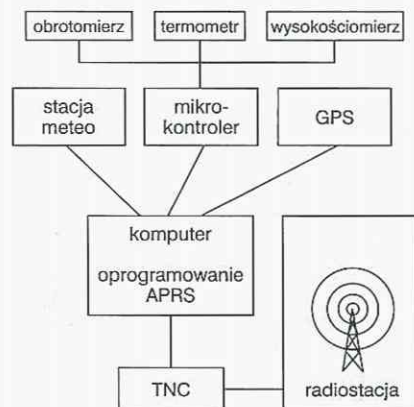 obrotomierz
termometr
wysokościomierz
stacja
meteo
mikro-
kontroler
GPS
komputer
oprogramowanie
APRS
TNC
radiostacja